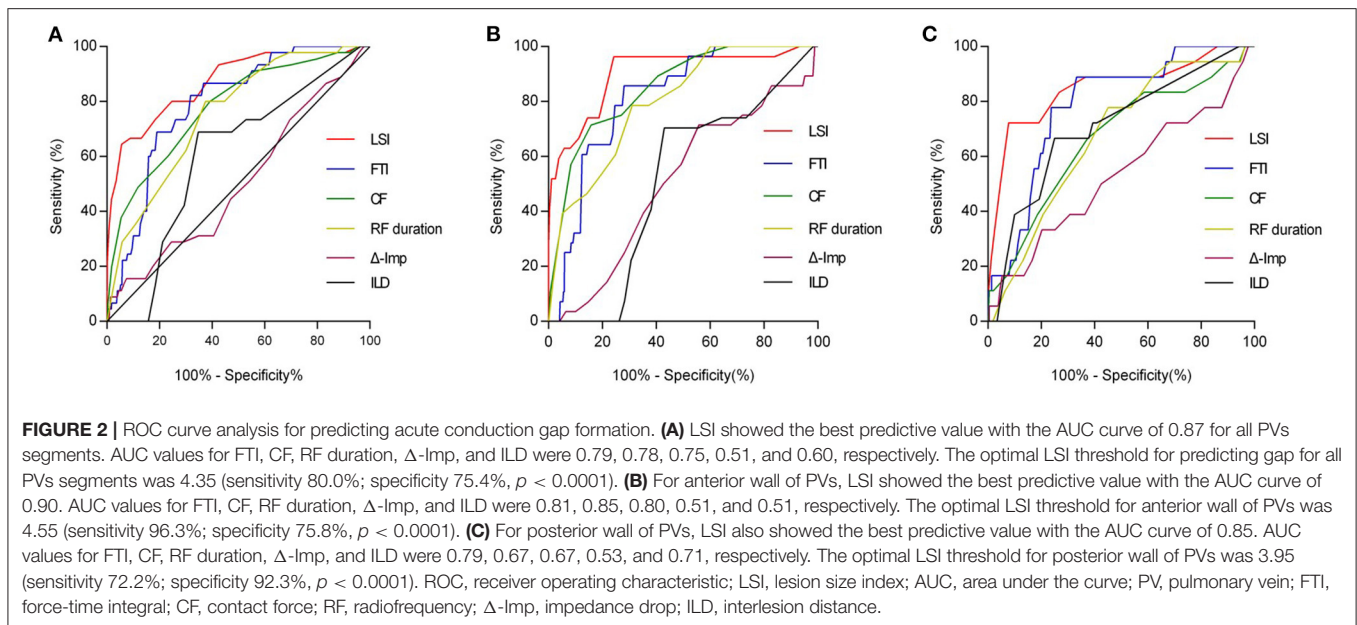 A
B
C
100
80
60
40
20
0
Sensitivity (%)
LSI
FTI
CF
RF duration
Δ-Imp
ILD
0 20 40 60 80 100
100% - Specificity%
100
80
60
40
20
0
Sensitivity (%)
LSI
FTI
CF
RF duration
Δ-Imp
ILD
0 20 40 60 80 100
100% - Specificity(%)
100
80
60
40
20
0
Sensitivity (%)
LSI
FTI
CF
RF duration
Δ-Imp
ILD
0 20 40 60 80 100
100% - Specificity(%)
FIGURE 2 | ROC curve analysis for predicting acute conduction gap formation. (A) LSI showed the best predictive value with the AUC curve of 0.87 for all PVs
segments. AUC values for FTI, CF, RF duration, Δ-Imp, and ILD were 0.79, 0.78, 0.75, 0.51, and 0.60, respectively. The optimal LSI threshold for predicting gap for all
PVs segments was 4.35 (sensitivity 80.0%; specificity 75.4%, p < 0.0001). (B) For anterior wall of PVs, LSI showed the best predictive value with the AUC curve of
0.90. AUC values for FTI, CF, RF duration, Δ-Imp, and ILD were 0.81, 0.85, 0.80, 0.51, and 0.51, respectively. The optimal LSI threshold for anterior wall of PVs was
4.55 (sensitivity 96.3%; specificity 75.8%, p < 0.0001). (C) For posterior wall of PVs, LSI also showed the best predictive value with the AUC curve of 0.85. AUC
values for FTI, CF, RF duration, Δ-Imp, and ILD were 0.79, 0.67, 0.67, 0.53, and 0.71, respectively. The optimal LSI threshold for posterior wall of PVs was 3.95
(sensitivity 72.2%; specificity 92.3%, p < 0.0001). ROC, receiver operating characteristic; LSI, lesion size index; AUC, area under the curve; PV, pulmonary vein; FTI,
force-time integral; CF, contact force; RF, radiofrequency; Δ-Imp, impedance drop; ILD, interlesion distance.